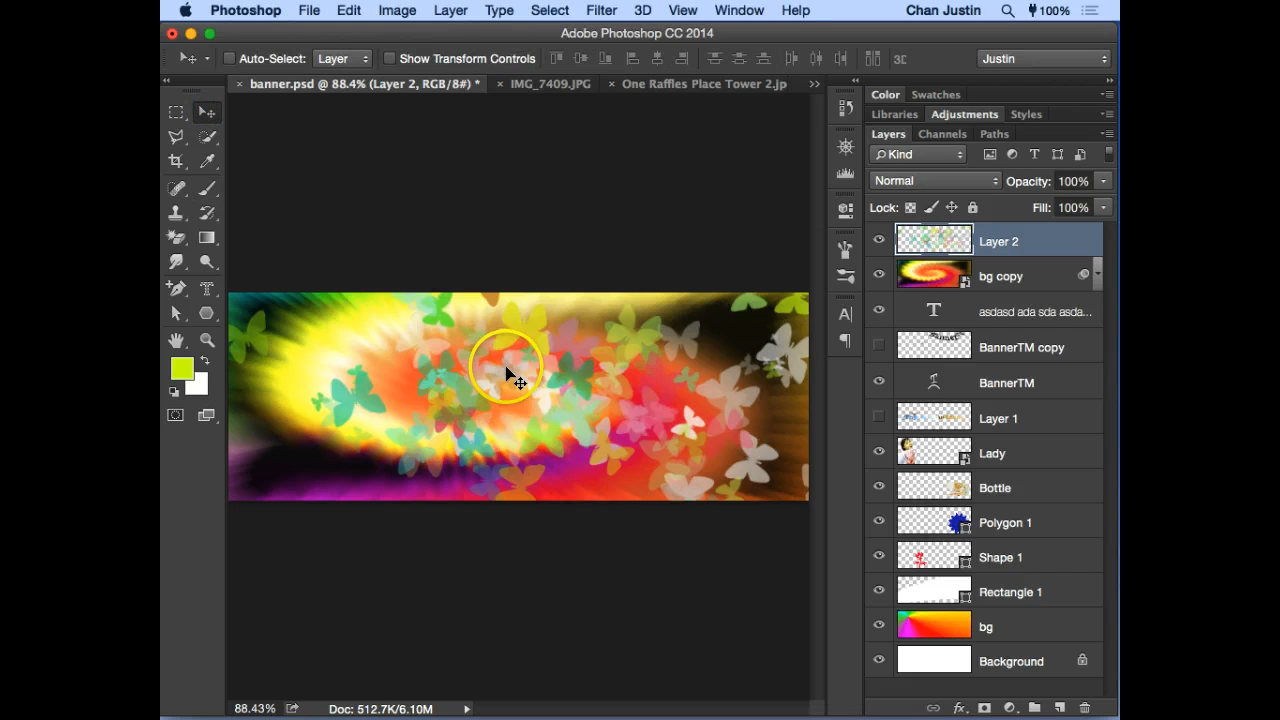 Photoshop File Edit Image Layer Type Select Filter 3D View Window Help Chan Justin 100%
Adobe Photoshop CC 2014
Auto-Select: Layer Show Transform Controls 3D Justin
× banner.psd @ 88.4% (Layer 2, RGB/8#) * × IMG_7409.JPG × One Raffles Place Tower 2.jp >>
Color Swatches
Libraries Adjustments Styles
Layers Channels Paths
Kind
Normal Opacity: 100%
Lock: Fill: 100%
Layer 2
bg copy
asdasd ada sda asda...
BannerTM copy
BannerTM
Layer 1
Lady
Bottle
Polygon 1
Shape 1
Rectangle 1
bg
Background
88.43% Doc: 512.7K/6.10M